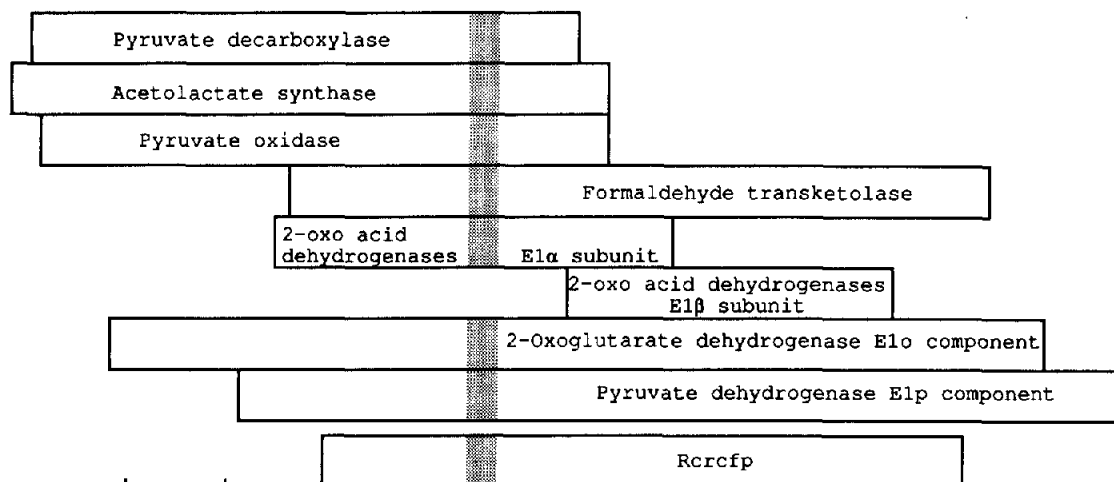 Pyruvate decarboxylase
Acetolactate synthase
Pyruvate oxidase
Formaldehyde transketolase
2-oxo acid
dehydrogenases E1α subunit
2-oxo acid dehydrogenases
E1β subunit
2-Oxoglutarate dehydrogenase E1o component
Pyruvate dehydrogenase E1p component
Rcrcfp